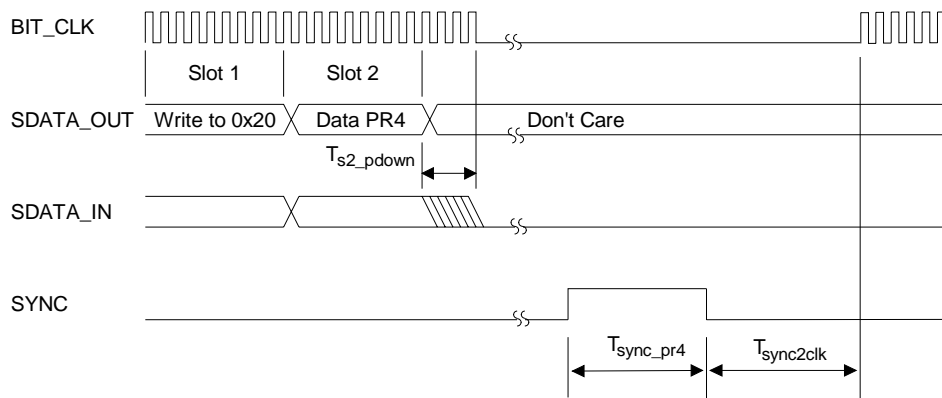 BIT_CLK
Slot 1 Slot 2
SDATA_OUT Write to 0x20 Data PR4 Don't Care
Ts2_pdown
SDATA_IN
SYNC
Tsync_pr4 Tsync2clk